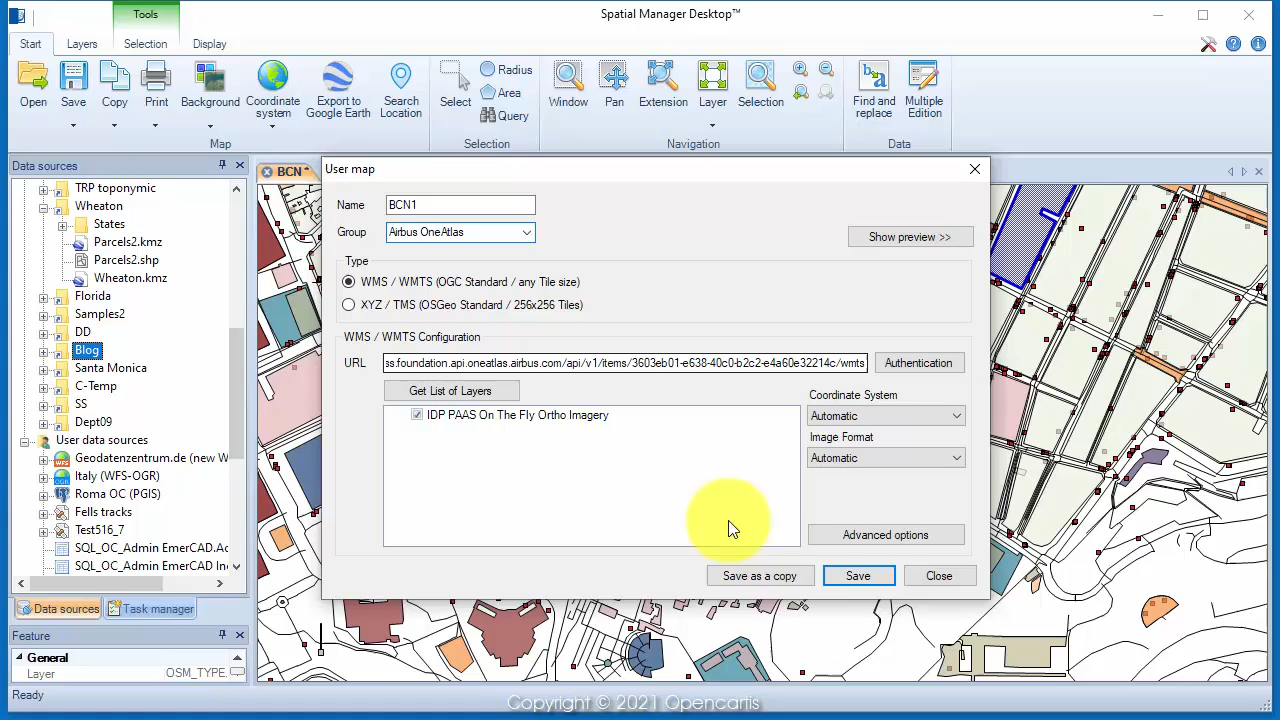 Tools
Spatial Manager Desktop™
Start
Layers
Selection
Display
Open
Save
Copy
Print
Background
Coordinate
system
Export to
Google Earth
Search
Location
Select
Radius
Area
Query
Window
Pan
Extension
Layer
Selection
Find and
replace
Multiple
Edition
Map
Selection
Navigation
Data
Data sources
TRP toponymic
Wheaton
States
Parcels2.kmz
Parcels2.shp
Wheaton.kmz
Florida
Samples2
DD
Blog
Santa Monica
C-Temp
SS
Dept09
User data sources
Geodatenzentrum.de (new W
Italy (WFS-OGR)
Roma OC (PGIS)
Fells tracks
Test516_7
SQL_OC_Admin EmerCAD.Ac
SQL_OC_Admin EmerCAD Inc
Data sources
Task manager
Feature
General
Layer
OSM_TYPE.
Ready
BCN*
User map
Name
BCN1
Group
Airbus OneAtlas
Show preview >>
Type
WMS / WMTS (OGC Standard / any Tile size)
XYZ / TMS (OSGeo Standard / 256x256 Tiles)
WMS / WMTS Configuration
URL
ss.foundation.api.oneatlas.airbus.com/api/v1/items/3603eb01-e638-40c0-b2c2-e4a60e32214c/wmts
Authentication
Get List of Layers
IDP PAAS On The Fly Ortho Imagery
Coordinate System
Automatic
Image Format
Automatic
Advanced options
Save as a copy
Save
Close
Copyright © 2021 Opencartis